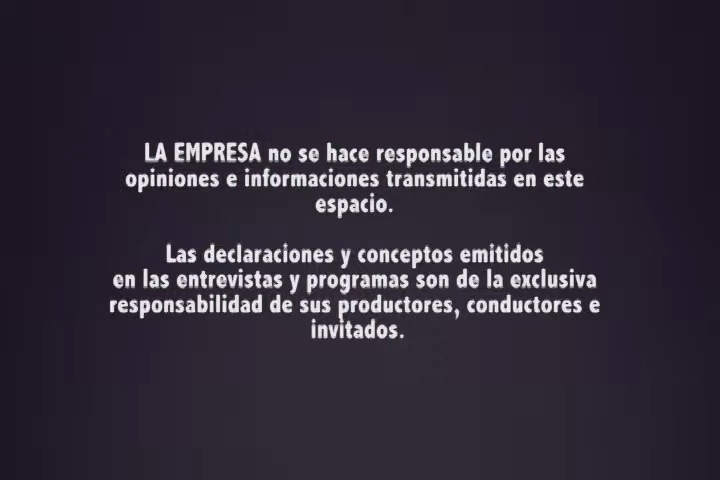 LA EMPRESA no se hace responsable por las
opiniones e informaciones transmitidas en este
espacio.
Las declaraciones y conceptos emitidos
en las entrevistas y programas son de la exclusiva
responsabilidad de sus productores, conductores e
invitados.